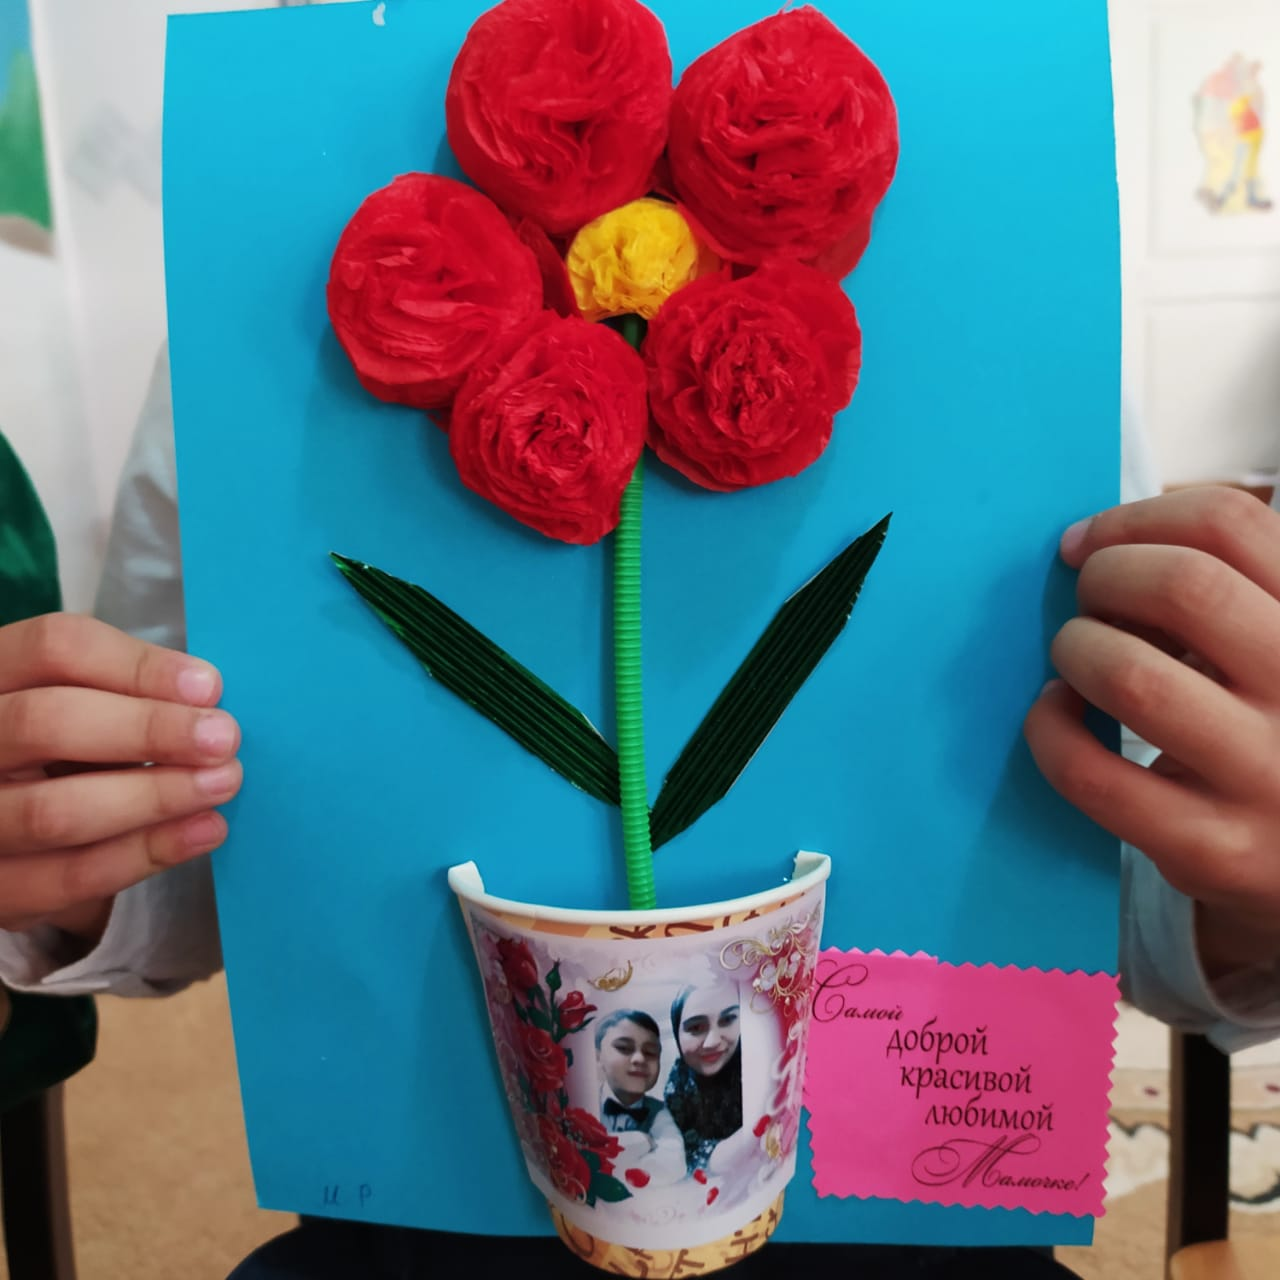 Самой
доброй
красивой
любимой
Мамочке!
М Р